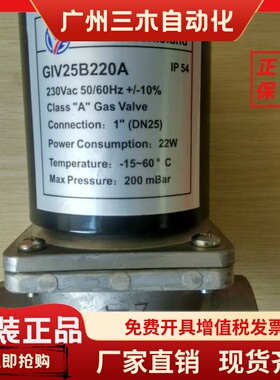 广州三木自动化
正
保
GIV25B220A
IP 54
230Vac 50/60Hz +/-10%
Class "A" Gas Valve
Connection: 1" (DN25)
Power Consumption: 22W
Temperature: -15~60° C
Max Pressure: 200 mBar
装正品
免费开具增值税发票
即抢购
厂家直销 现货